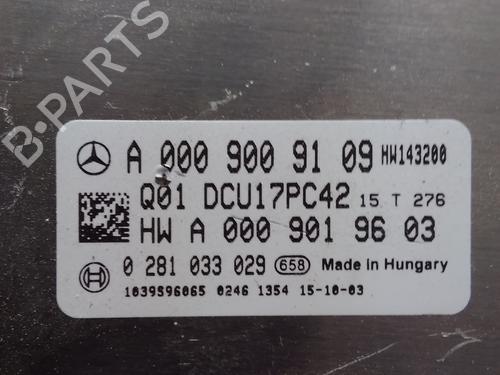 B-PARTS
A 000 900 91 09 HW143200
Q01 DCU17PC42 15 T 276
HW A 000 901 96 03
0 281 033 029 658 Made in Hungary
1039S96065 0246 1354 15-10-03